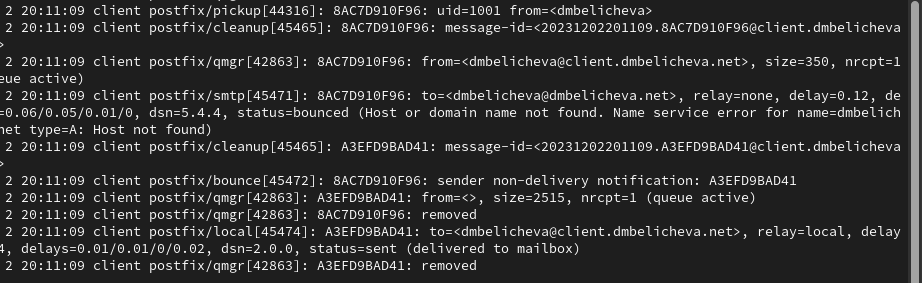 2 20:11:09 client postfix/pickup[44316]: 8AC7D910F96: uid=1001 from=<dmbelicheva>
2 20:11:09 client postfix/cleanup[45465]: 8AC7D910F96: message-id=<20231202201109.8AC7D910F96@client.dmbelicheva
>
2 20:11:09 client postfix/qmgr[42863]: 8AC7D910F96: from=<dmbelicheva@client.dmbelicheva.net>, size=350, nrcpt=1
eue active)
2 20:11:09 client postfix/smtp[45471]: 8AC7D910F96: to=<dmbelicheva@dmbelicheva.net>, relay=none, delay=0.12, de
=0.06/0.05/0.01/0, dsn=5.4.4, status=bounced (Host or domain name not found. Name service error for name=dmbelich
net type=A: Host not found)
2 20:11:09 client postfix/cleanup[45465]: A3EFD9BAD41: message-id=<20231202201109.A3EFD9BAD41@client.dmbelicheva
>
2 20:11:09 client postfix/bounce[45472]: 8AC7D910F96: sender non-delivery notification: A3EFD9BAD41
2 20:11:09 client postfix/qmgr[42863]: A3EFD9BAD41: from=<>, size=2515, nrcpt=1 (queue active)
2 20:11:09 client postfix/qmgr[42863]: 8AC7D910F96: removed
2 20:11:09 client postfix/local[45474]: A3EFD9BAD41: to=<dmbelicheva@client.dmbelicheva.net>, relay=local, delay
4, delays=0.01/0.01/0/0.02, dsn=2.0.0, status=sent (delivered to mailbox)
2 20:11:09 client postfix/qmgr[42863]: A3EFD9BAD41: removed